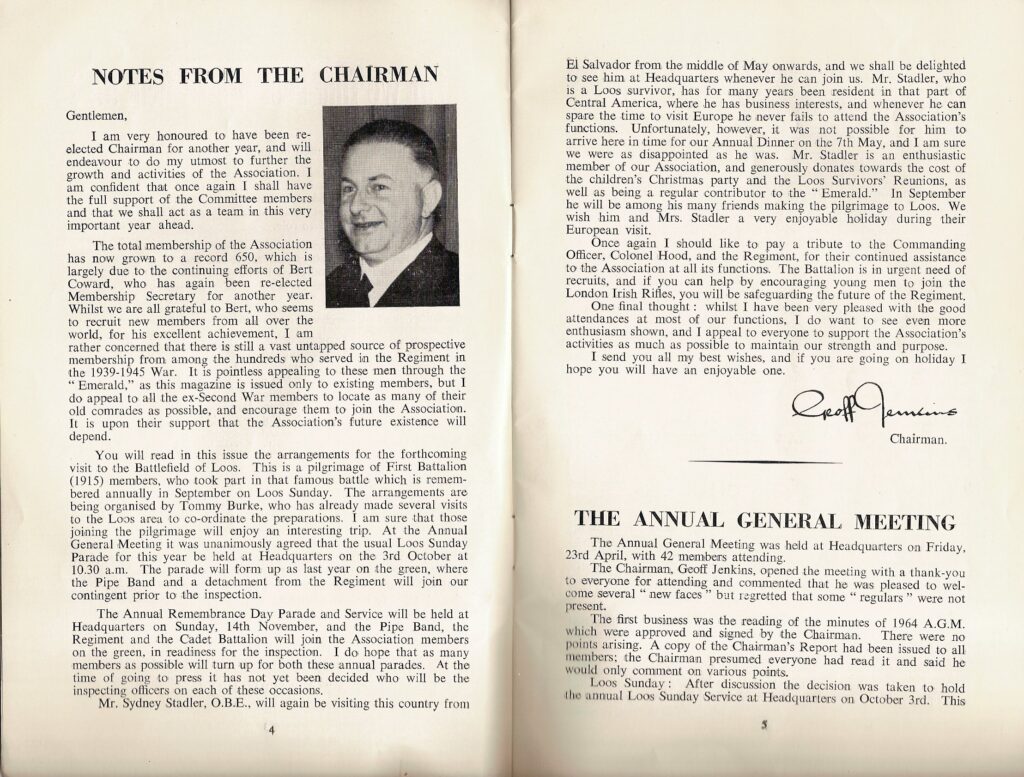 NOTES FROM THE CHAIRMAN
Gentlemen,
I am very honoured to have been re-
elected Chairman for another year, and will
endeavour to do my utmost to further the
growth and activities of the Association. I
am confident that once again I shall have
the full support of the Committee members
and that we shall act as a team in this very
important year ahead.
The total membership of the Association
has now grown to a record 650, which is
largely due to the continuing efforts of Bert
Coward, who has again been re-elected
Membership Secretary for another year.
Whilst we are all grateful to Bert, who seems
to recruit new members from all over the
world, for his excellent achievement, I am
rather concerned that there is still a vast untapped source of prospective
membership from among the hundreds who served in the Regiment in
the 1939-1945 War. It is pointless appealing to these men through the
“ Emerald,” as this magazine is issued only to existing members, but I
do appeal to all the ex-Second War members to locate as many of their
old comrades as possible, and encourage them to join the Association.
It is upon their support that the Association’s future existence will
depend.
You will read in this issue the arrangements for the forthcoming
visit to the Battlefield of Loos. This is a pilgrimage of First Battalion
(1915) members, who took part in that famous battle which is remem-
bered annually in September on Loos Sunday. The arrangements are
being organised by Tommy Burke, who has already made several visits
to the Loos area to co-ordinate the preparations. I am sure that those
joining the pilgrimage will enjoy an interesting trip. At the Annual
General Meeting it was unanimously agreed that the usual Loos Sunday
Parade for this year be held at Headquarters on the 3rd October at
10.30 a.m. The parade will form up as last year on the green, where
the Pipe Band and a detachment from the Regiment will join our
contingent prior to the inspection.
The Annual Remembrance Day Parade and Service will be held at
Headquarters on Sunday, 14th November, and the Pipe Band, the
Regiment and the Cadet Battalion will join the Association members
on the green, in readiness for the inspection. I do hope that as many
members as possible will turn up for both these annual parades. At the
time of going to press it has not yet been decided who will be the
inspecting officers on each of these occasions.
Mr. Sydney Stadler, O.B.E., will again be visiting this country from
4
El Salvador from the middle of May onwards, and we shall be delighted
to see him at Headquarters whenever he can join us. Mr. Stadler, who
is a Loos survivor, has for many years been resident in that part of
Central America, where he has business interests, and whenever he can
spare the time to visit Europe he never fails to attend the Association’s
functions. Unfortunately, however, it was not possible for him to
arrive here in time for our Annual Dinner on the 7th May, and I am sure
we were as disappointed as he was. Mr. Stadler is an enthusiastic
member of our Association, and generously donates towards the cost of
the children’s Christmas party and the Loos Survivors’ Reunions, as
well as being a regular contributor to the “ Emerald.” In September
he will be among his many friends making the pilgrimage to Loos. We
wish him and Mrs. Stadler a very enjoyable holiday during their
European visit.
Once again I should like to pay a tribute to the Commanding
Officer, Colonel Hood, and the Regiment, for their continued assistance
to the Association at all its functions. The Battalion is in urgent need of
recruits, and if you can help by encouraging young men to join the
London Irish Rifles, you will be safeguarding the future of the Regiment.
One final thought : whilst I have been very pleased with the good
attendances at most of our functions, I do want to see even more
enthusiasm shown, and I appeal to everyone to support the Association’s
activities as much as possible to maintain our strength and purpose.
I send you all my best wishes, and if you are going on holiday I
hope you will have an enjoyable one.
Geoff Jenkins
Chairman.
THE ANNUAL GENERAL MEETING
The Annual General Meeting was held at Headquarters on Friday,
23rd April, with 42 members attending.
The Chairman, Geoff Jenkins, opened the meeting with a thank-you
to everyone for attending and commented that he was pleased to wel-
come several “ new faces ” but regretted that some “ regulars ” were not
present.
The first business was the reading of the minutes of 1964 A.G.M.
which were approved and signed by the Chairman. There were no
points arising. A copy of the Chairman’s Report had been issued to all
members; the Chairman presumed everyone had read it and said he
would only comment on various points.
Loos Sunday : After discussion the decision was taken to hold
the annual Loos Sunday Service at Headquarters on October 3rd. This
5